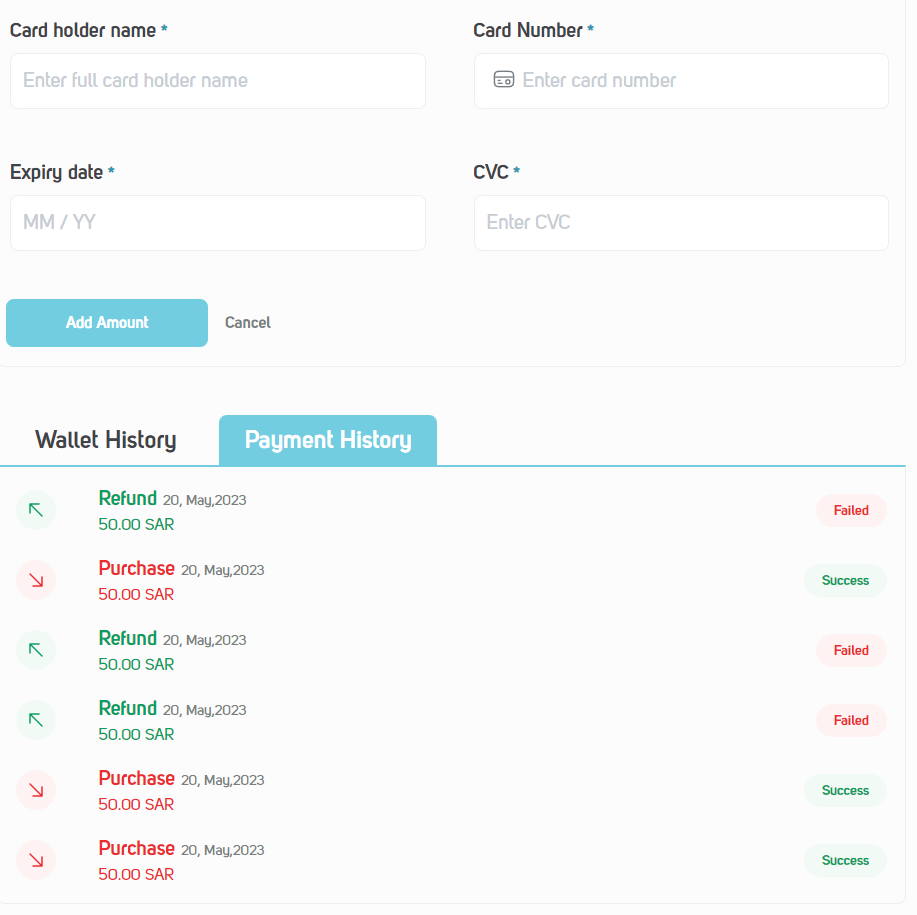 Card holder name *
Card Number *
Enter full card holder name
Enter card number
Expiry date *
CVC *
MM / YY
Enter CVC
Add Amount
Cancel
Wallet History
Payment History
Refund 20, May,2023
50.00 SAR
Failed
Purchase 20, May,2023
50.00 SAR
Success
Refund 20, May,2023
50.00 SAR
Failed
Refund 20, May,2023
50.00 SAR
Failed
Purchase 20, May,2023
50.00 SAR
Success
Purchase 20, May,2023
50.00 SAR
Success